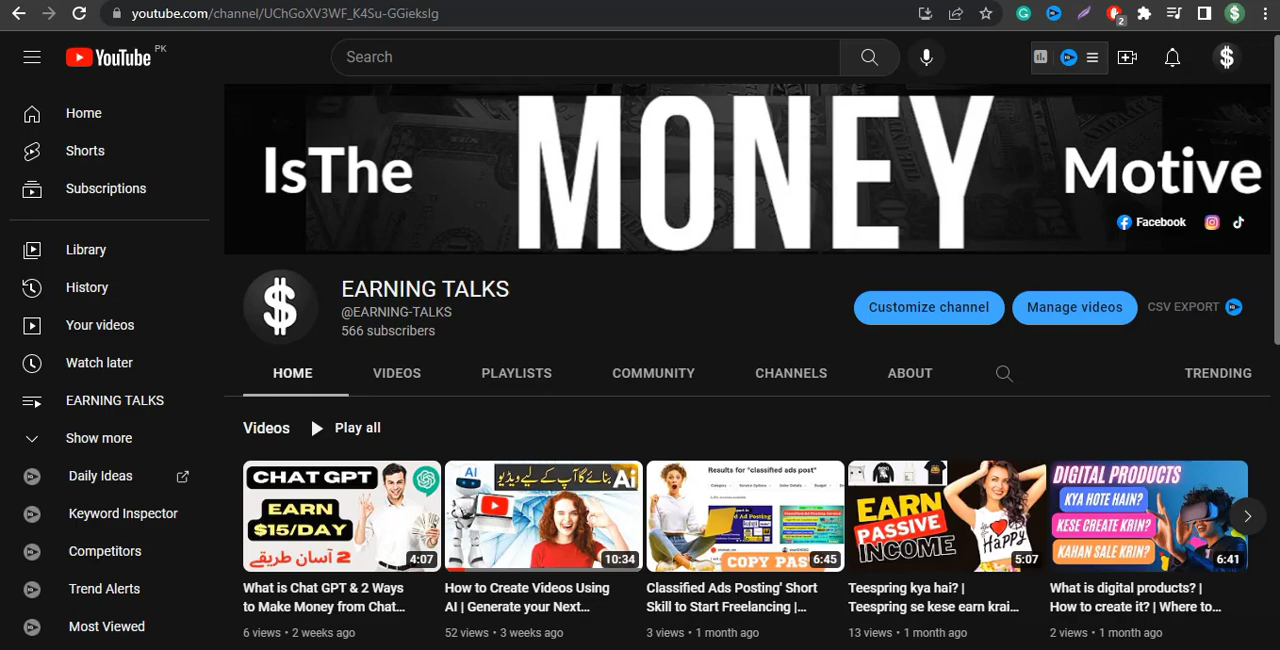 youtube.com/channel/UChGoXV3WF_K4Su-GGiekslg
2
YouTube PK
Search
Home
Shorts
Subscriptions
Library
History
Your videos
Watch later
EARNING TALKS
Show more
Daily Ideas
Keyword Inspector
Competitors
Trend Alerts
Most Viewed
IsThe MONEY Motive
Facebook
$
EARNING TALKS
@EARNING-TALKS
566 subscribers
Customize channel
Manage videos
CSV EXPORT
HOME VIDEOS PLAYLISTS COMMUNITY CHANNELS ABOUT TRENDING
Videos Play all
CHAT GPT
EARN
$15/DAY
2 آسان طریقے
4:07
What is Chat GPT & 2 Ways
to Make Money from Chat...
6 views • 2 weeks ago
AI
بنائے گا آپ کے لیے ویڈیو Ai
10:34
How to Create Videos Using
AI | Generate your Next...
52 views • 3 weeks ago
Results for "classified ads post"
COPY PAS
6:45
Classified Ads Posting' Short
Skill to Start Freelancing |...
3 views • 1 month ago
EARN
PASSIVE
INCOME
HAPPY
5:07
Teespring kya hai? |
Teespring se kese earn krai...
13 views • 1 month ago
DIGITAL PRODUCTS
KYA HOTE HAIN?
KESE CREATE KRIN?
KAHAN SALE KRIN?
6:41
What is digital products? |
How to create it? | Where to...
2 views • 1 month ago